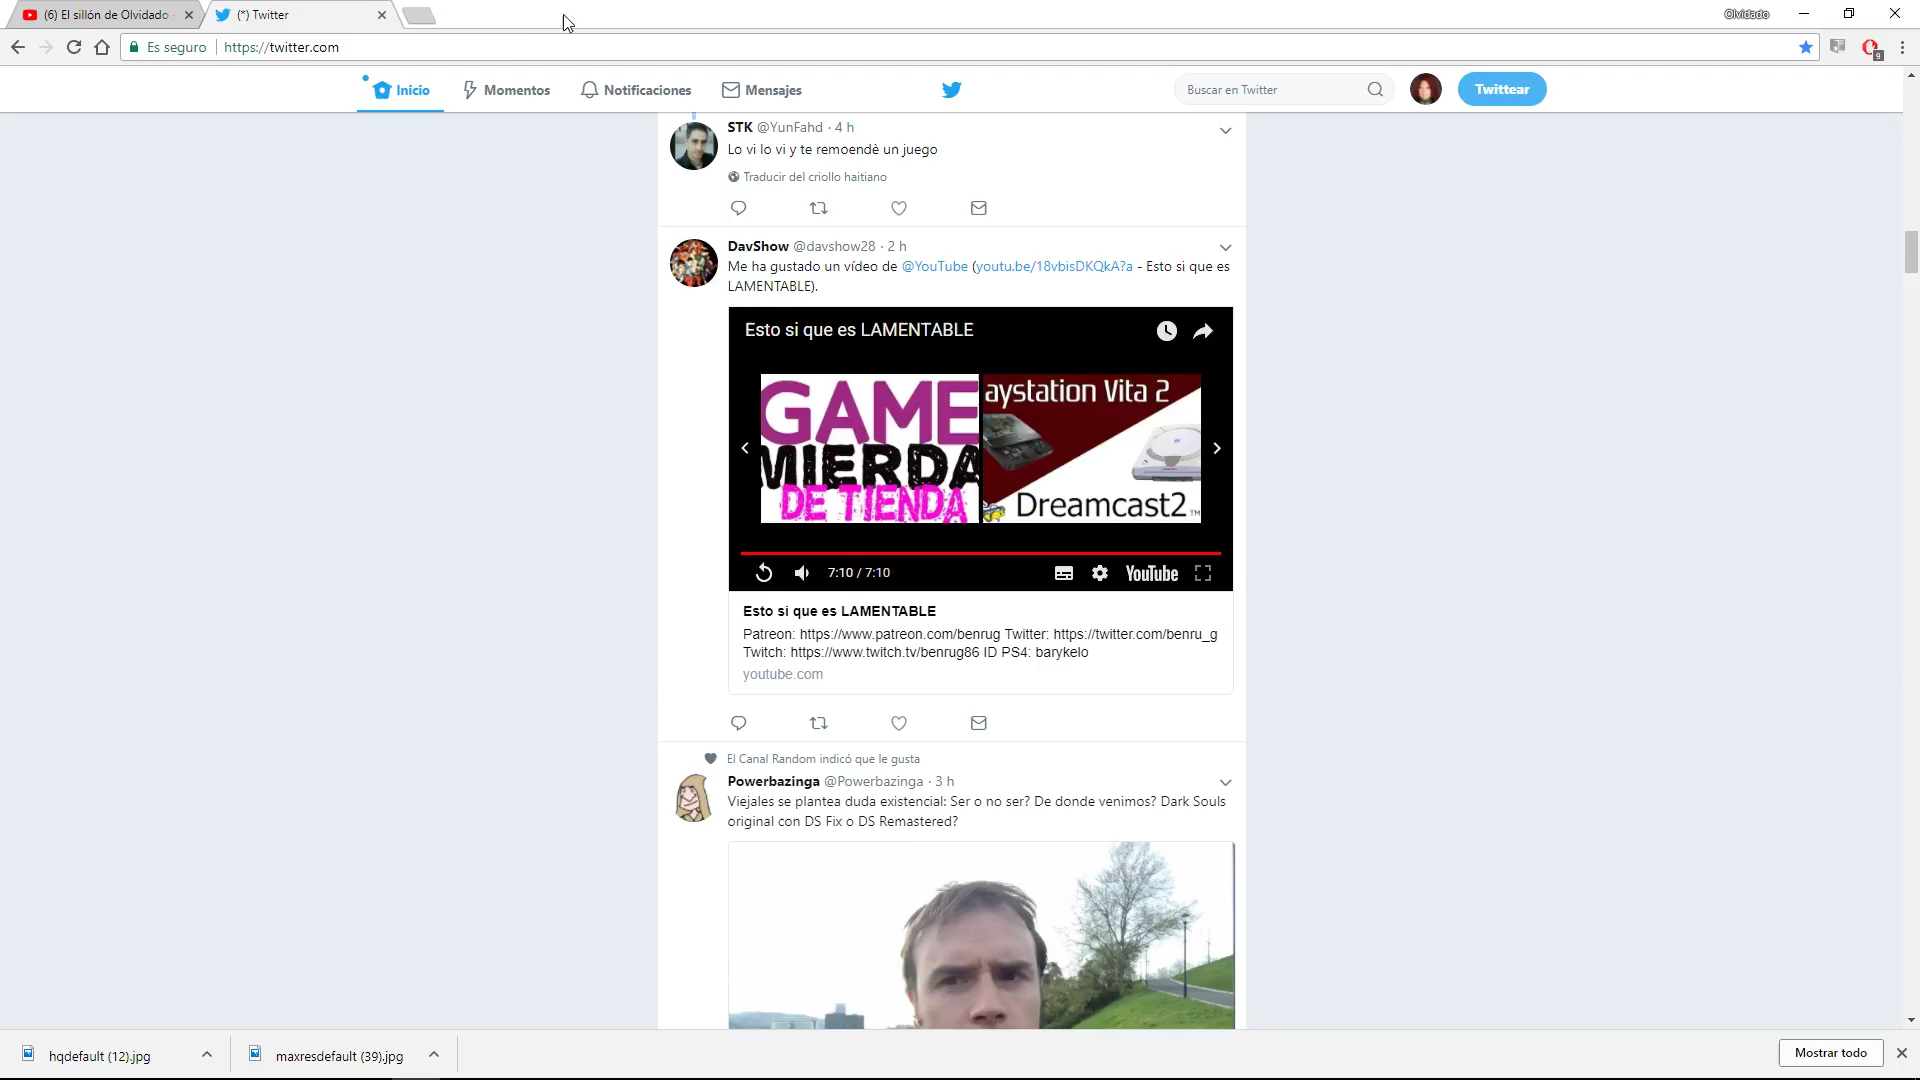 (6) El sillón de Olvidado
(*) Twitter
Olvidado
Es seguro
https://twitter.com
9
Inicio
Momentos
Notificaciones
Mensajes
Buscar en Twitter
Twittear
STK @YunFahd · 4 h
Lo vi lo vi y te remoendè un juego
Traducir del criollo haitiano
DavShow @davshow28 · 2 h
Me ha gustado un vídeo de @YouTube (youtu.be/18vbisDKQkA?a - Esto si que es
LAMENTABLE).
Esto si que es LAMENTABLE
GAME
MIERDA
DE TIENDA
aystation Vita 2
Dreamcast2 TM
7:10 / 7:10
YouTube
Esto si que es LAMENTABLE
Patreon: https://www.patreon.com/benrug Twitter: https://twitter.com/benru_g
Twitch: https://www.twitch.tv/benrug86 ID PS4: barykelo
youtube.com
El Canal Random indicó que le gusta
Powerbazinga @Powerbazinga · 3 h
Viejales se plantea duda existencial: Ser o no ser? De donde venimos? Dark Souls
original con DS Fix o DS Remastered?
hqdefault (12).jpg
maxresdefault (39).jpg
Mostrar todo